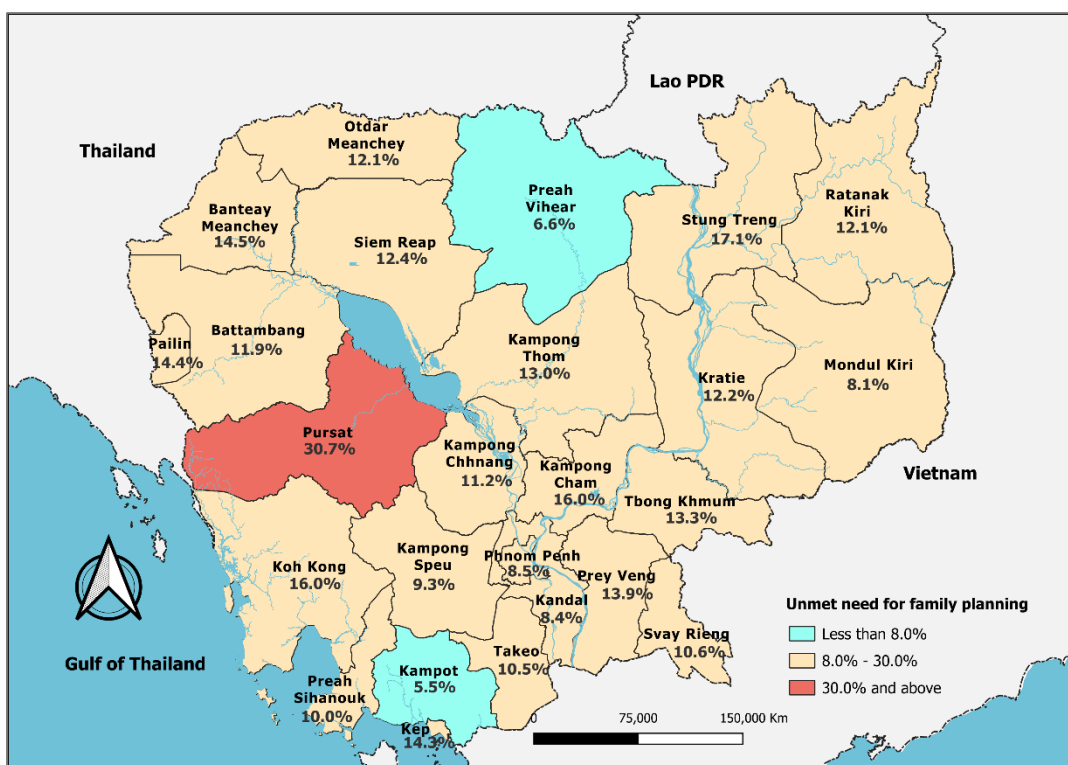 Lao PDR
Thailand
Otdar
Meanchey
12.1%
Preah
Vihear
6.6%
Ratanak
Kiri
12.1%
Stung Treng
17.1%
Banteay
Meanchey
14.5%
Siem Reap
12.4%
Battambang
11.9%
Pailin
14.4%
Kampong
Thom
13.0%
Kratie
12.2%
Mondul Kiri
8.1%
Pursat
30.7%
Kampong
Chhnang
11.2%
Kampong
Cham
16.0%
Vietnam
Tbong Khmum
13.3%
Koh Kong
16.0%
Kampong
Speu
9.3%
Phnom Penh
8.5%
Prey Veng
13.9%
Kandal
8.4%
Svay Rieng
10.6%
Takeo
10.5%
Gulf of Thailand
Kampot
5.5%
Preah
Sihanouk
10.0%
Kep
14.3%
Unmet need for family planning
Less than 8.0%
8.0% - 30.0%
30.0% and above
0 75,000 150,000 Km